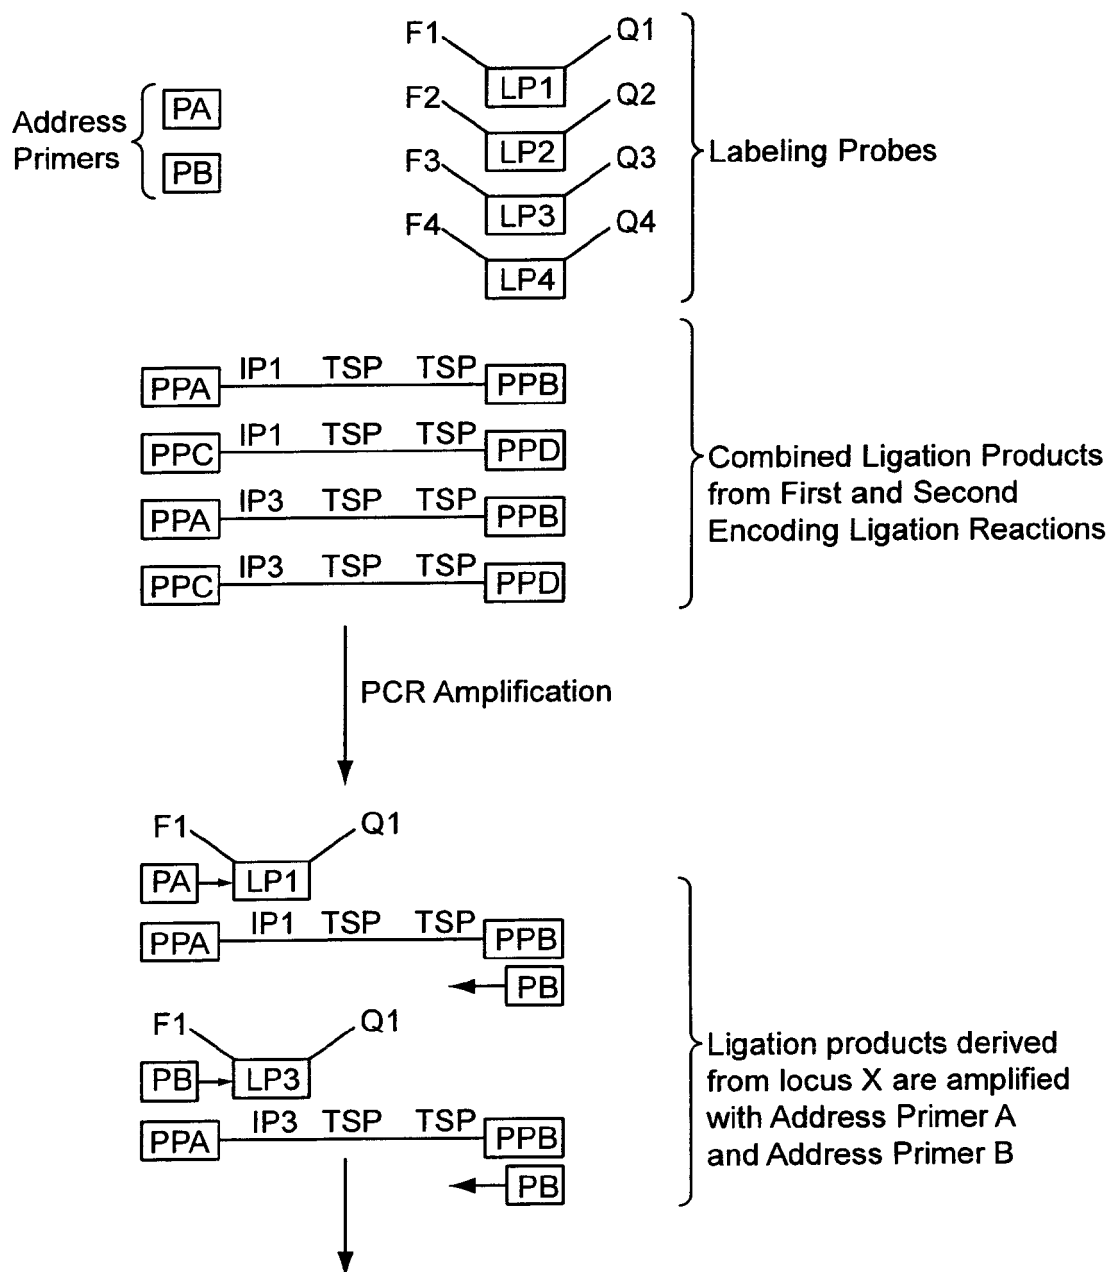 F1 Q1
LP1
Address Primers
PA
PB
F2 Q2
LP2
F3 Q3
LP3
F4 Q4
LP4
Labeling Probes
IP1 TSP TSP
PPA PPB
IP1 TSP TSP
PPC PPD
IP3 TSP TSP
PPA PPB
IP3 TSP TSP
PPC PPD
Combined Ligation Products
from First and Second
Encoding Ligation Reactions
PCR Amplification
F1 Q1
PA LP1
IP1 TSP TSP
PPA PPB
PB
F1 Q1
PB LP3
IP3 TSP TSP
PPA PPB
PB
Ligation products derived
from locus X are amplified
with Address Primer A
and Address Primer B